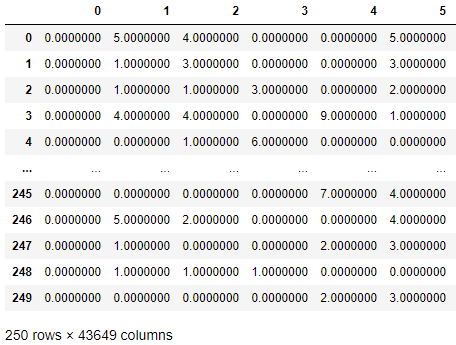 0 1 2 3 4 5
0 0.0000000 5.0000000 4.0000000 0.0000000 0.0000000 5.0000000
1 0.0000000 1.0000000 3.0000000 0.0000000 0.0000000 3.0000000
2 0.0000000 1.0000000 1.0000000 3.0000000 0.0000000 2.0000000
3 0.0000000 4.0000000 4.0000000 0.0000000 9.0000000 1.0000000
4 0.0000000 0.0000000 1.0000000 6.0000000 0.0000000 0.0000000
... ... ... ... ... ... ...
245 0.0000000 0.0000000 0.0000000 0.0000000 7.0000000 4.0000000
246 0.0000000 5.0000000 2.0000000 0.0000000 0.0000000 4.0000000
247 0.0000000 1.0000000 0.0000000 0.0000000 2.0000000 3.0000000
248 0.0000000 1.0000000 1.0000000 1.0000000 0.0000000 0.0000000
249 0.0000000 0.0000000 0.0000000 0.0000000 2.0000000 3.0000000
250 rows × 43649 columns